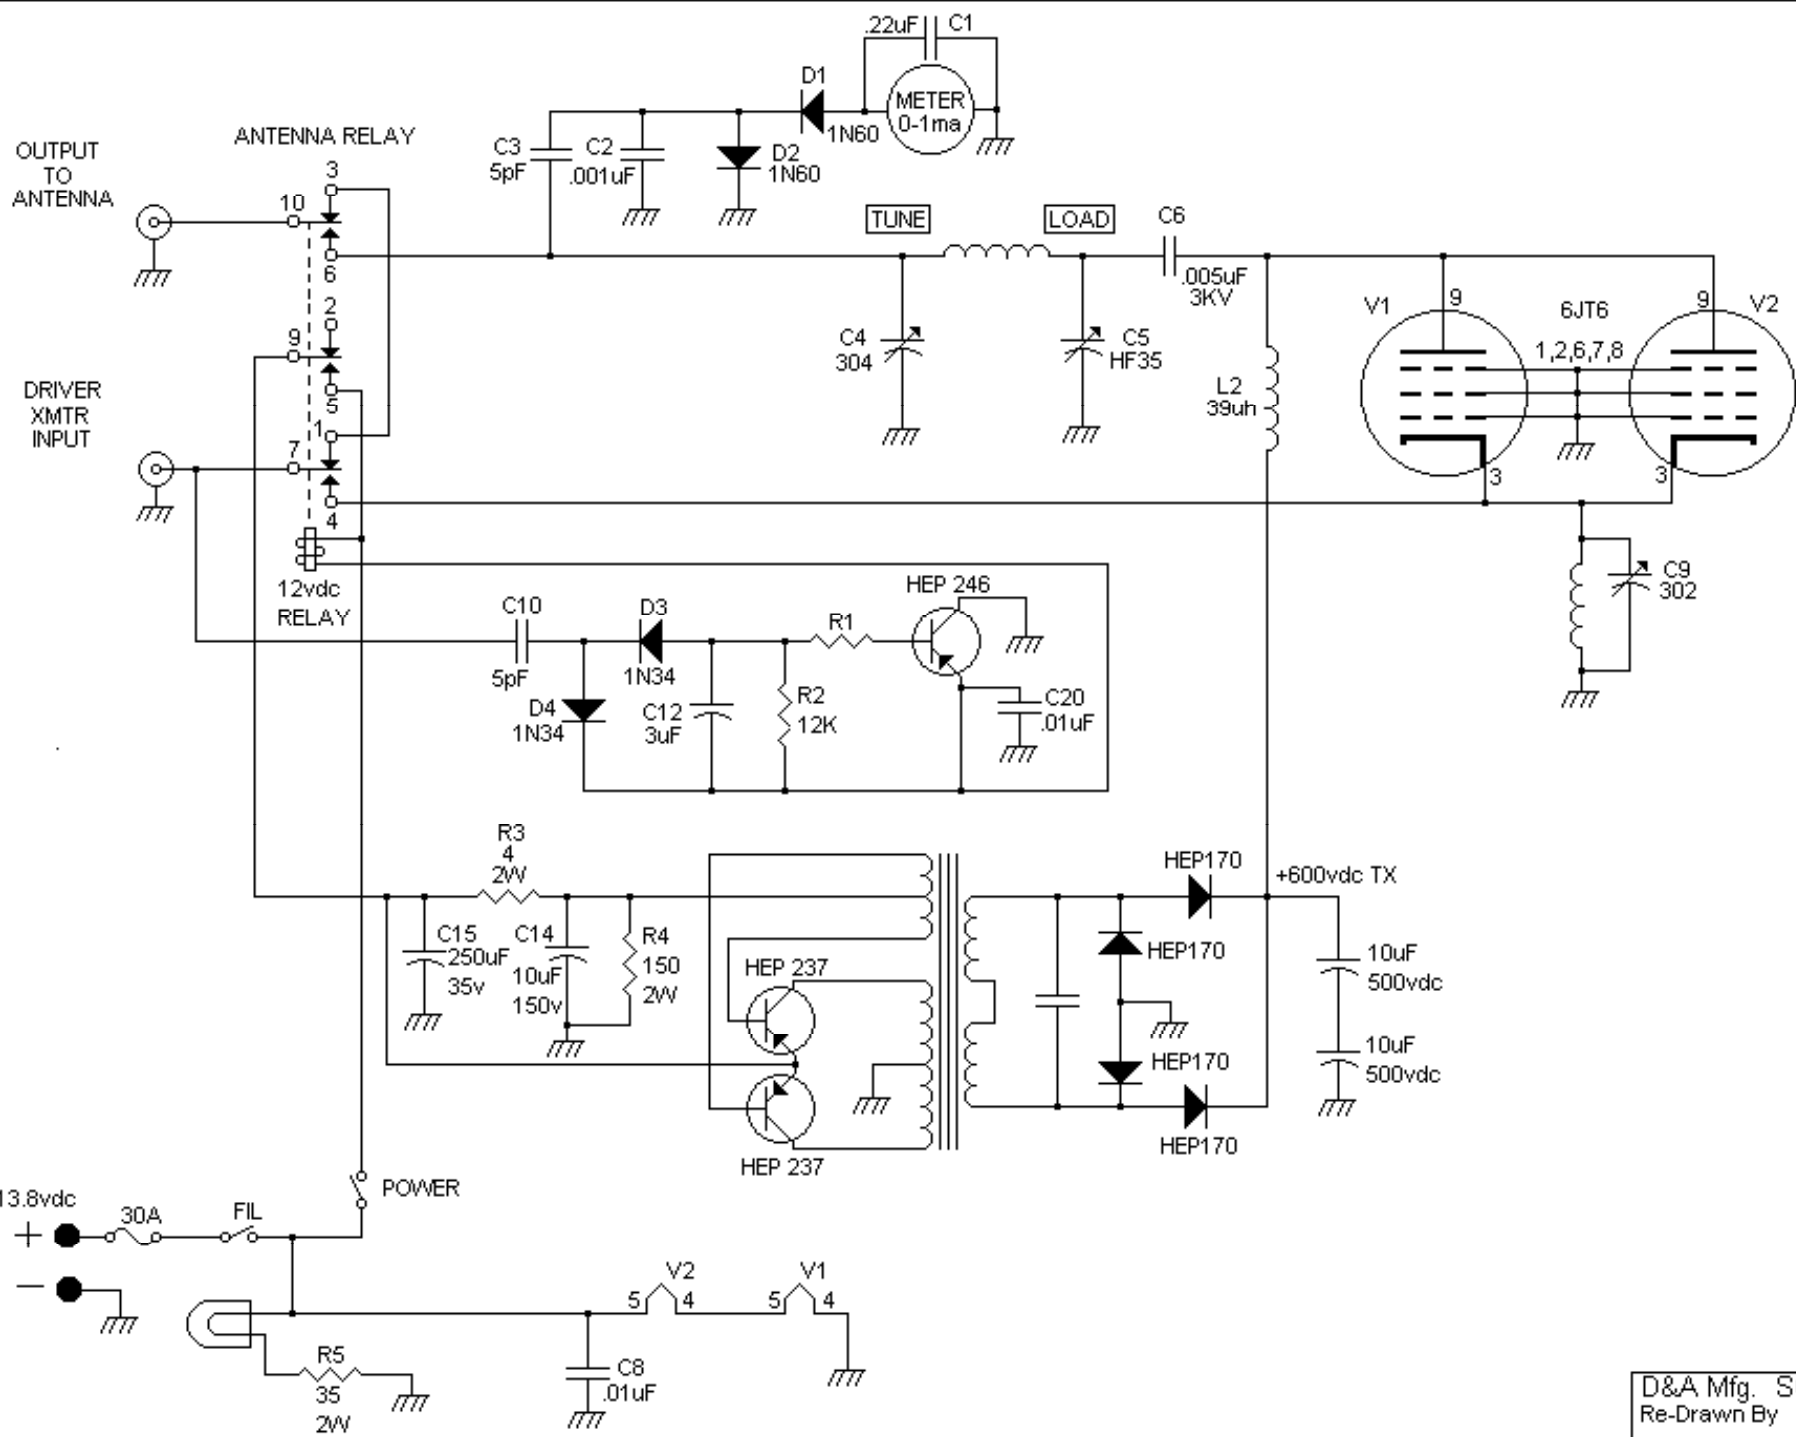 .22uF C1
D1
METER
0-1ma
1N60
ANTENNA RELAY
OUTPUT
TO
ANTENNA
C3
5pF
C2
.001uF
D2
1N60
3
10
6
TUNE
LOAD
C6
.005uF
3KV
2
9
5
1
7
4
DRIVER
XMTR
INPUT
C4
304
C5
HF35
L2
39uh
V1
9
6JT6
1,2,6,7,8
9
V2
3
3
C9
302
12vdc
RELAY
HEP 246
C10
5pF
D3
1N34
R1
D4
1N34
C12
3uF
R2
12K
C20
.01uF
R3
4
2W
HEP170
+600vdc TX
C15
250uF
35v
C14
10uF
150v
R4
150
2W
HEP 237
HEP170
10uF
500vdc
HEP170
10uF
500vdc
HEP170
HEP 237
POWER
13.8vdc
+
30A
FIL
—
V2
V1
5
4
5
4
R5
35
2W
C8
.01uF
D&A Mfg. S
Re-Drawn By